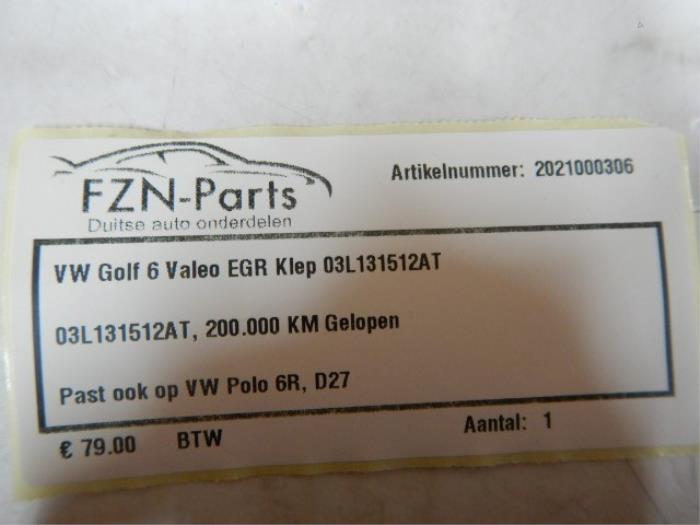 FZN-Parts
Duitse auto onderdelen
Artikelnummer: 2021000306
VW Golf 6 Valeo EGR Klep 03L131512AT
03L131512AT, 200.000 KM Gelopen
Past ook op VW Polo 6R, D27
€ 79.00 BTW Aantal: 1